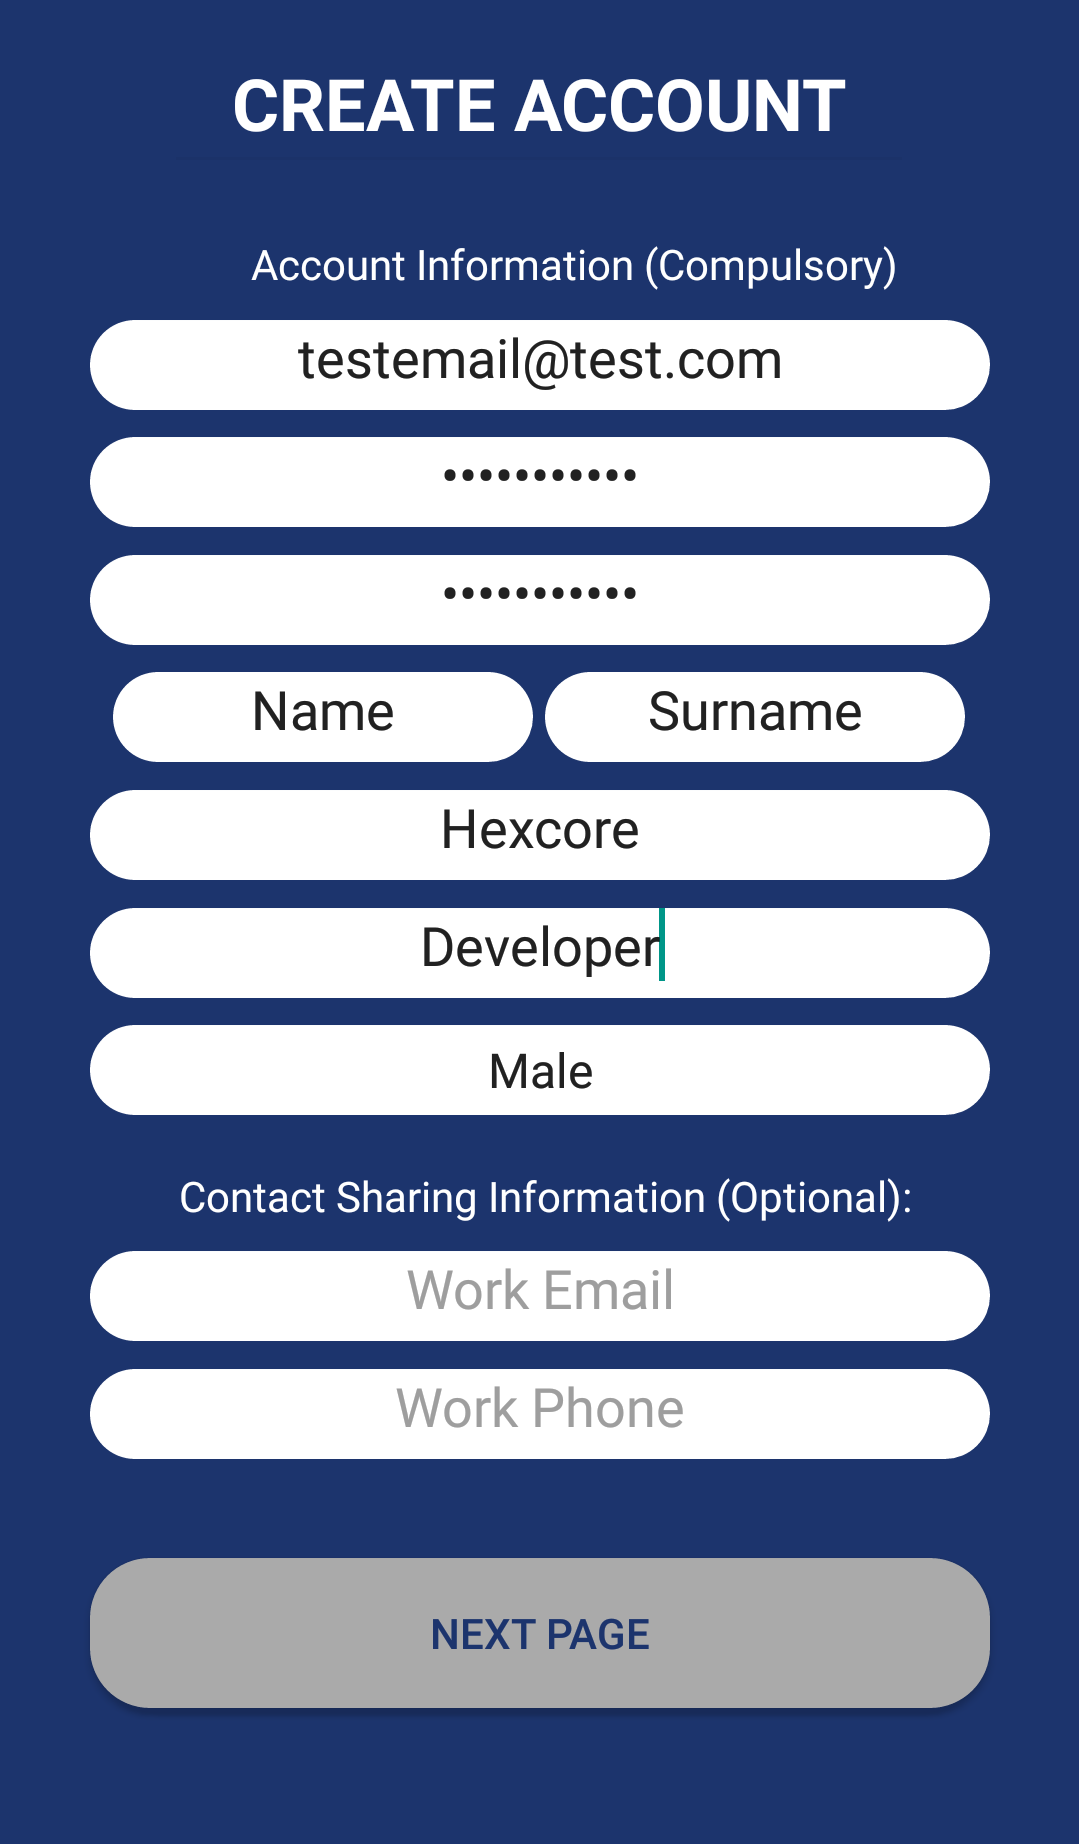 CREATE ACCOUNT
Account Information (Compulsory)
testemail@test.com
•••••••••••
•••••••••••
Name Surname
Hexcore
Developer
Male
Contact Sharing Information (Optional):
Work Email
Work Phone
NEXT PAGE